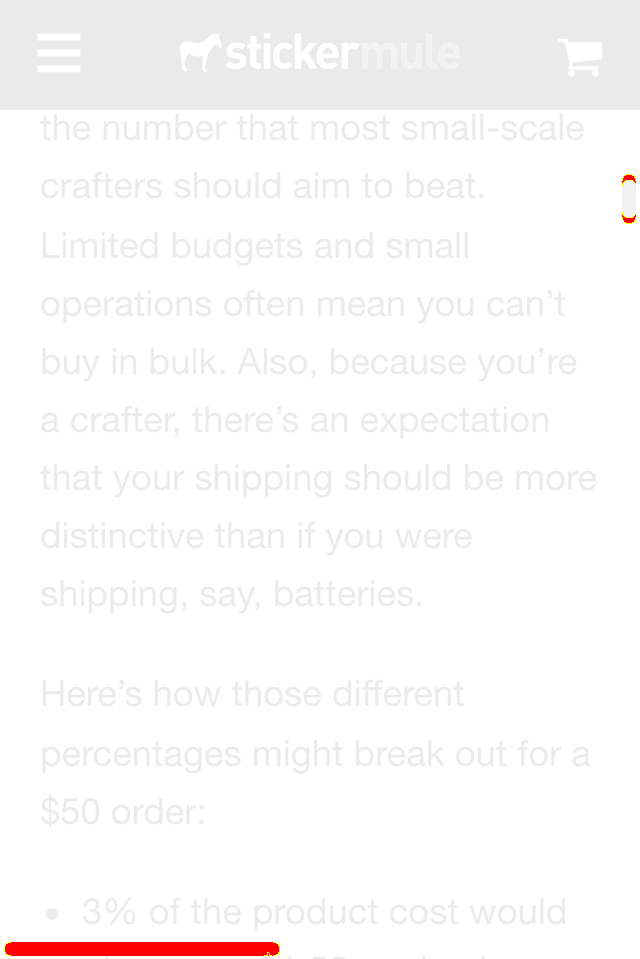 stickermule
the number that most small-scale
crafters should aim to beat.
Limited budgets and small
operations often mean you can't
buy in bulk. Also, because you're
a crafter, there's an expectation
that your shipping should be more
distinctive than if you were
shipping, say, batteries.
Here's how those different
percentages might break out for a
$50 order:
• 3% of the product cost would